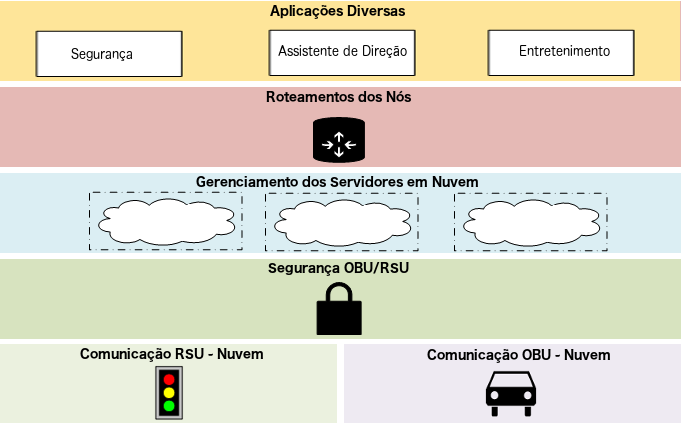 Aplicações Diversas
Segurança
Assistente de Direção
Entretenimento
Roteamentos dos Nós
Gerenciamento dos Servidores em Nuvem
Segurança OBU/RSU
Comunicação RSU - Nuvem
Comunicação OBU - Nuvem